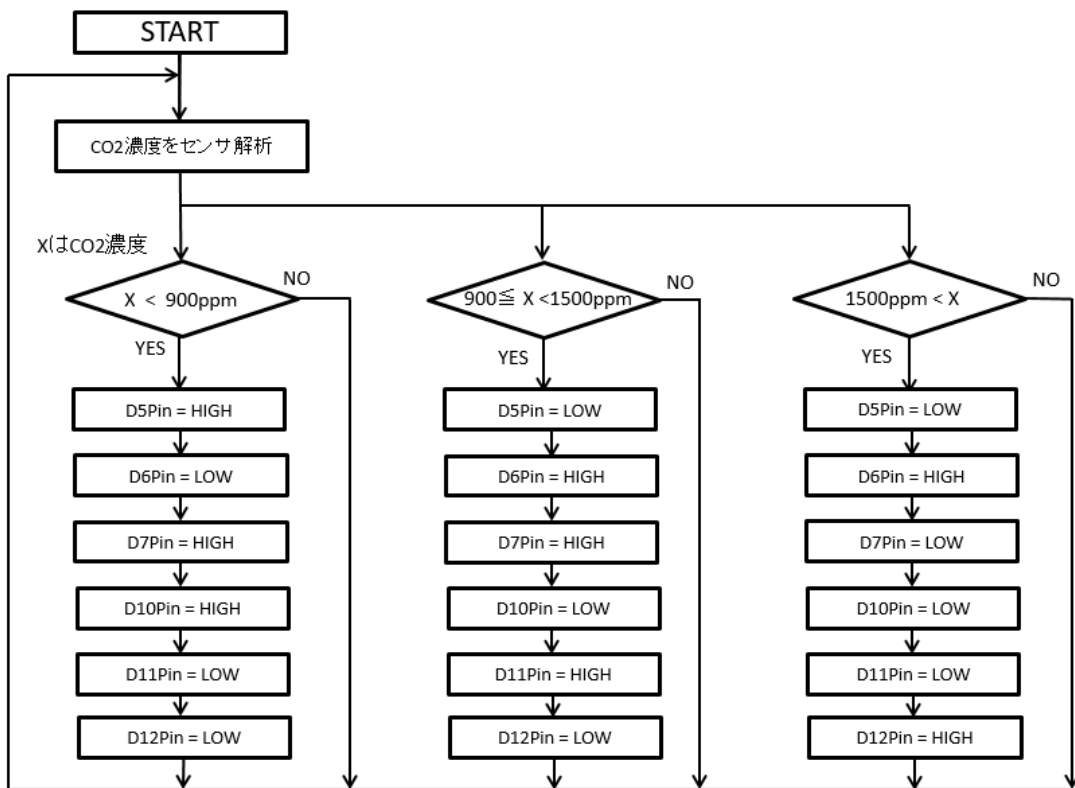 START
CO2濃度をセンサ解析
XはCO2濃度
X < 900ppm
NO
YES
D5Pin = HIGH
D6Pin = LOW
D7Pin = HIGH
D10Pin = HIGH
D11Pin = LOW
D12Pin = LOW
900≦ X <1500ppm
NO
YES
D5Pin = LOW
D6Pin = HIGH
D7Pin = HIGH
D10Pin = LOW
D11Pin = HIGH
D12Pin = LOW
1500ppm < X
NO
YES
D5Pin = LOW
D6Pin = HIGH
D7Pin = LOW
D10Pin = LOW
D11Pin = LOW
D12Pin = HIGH